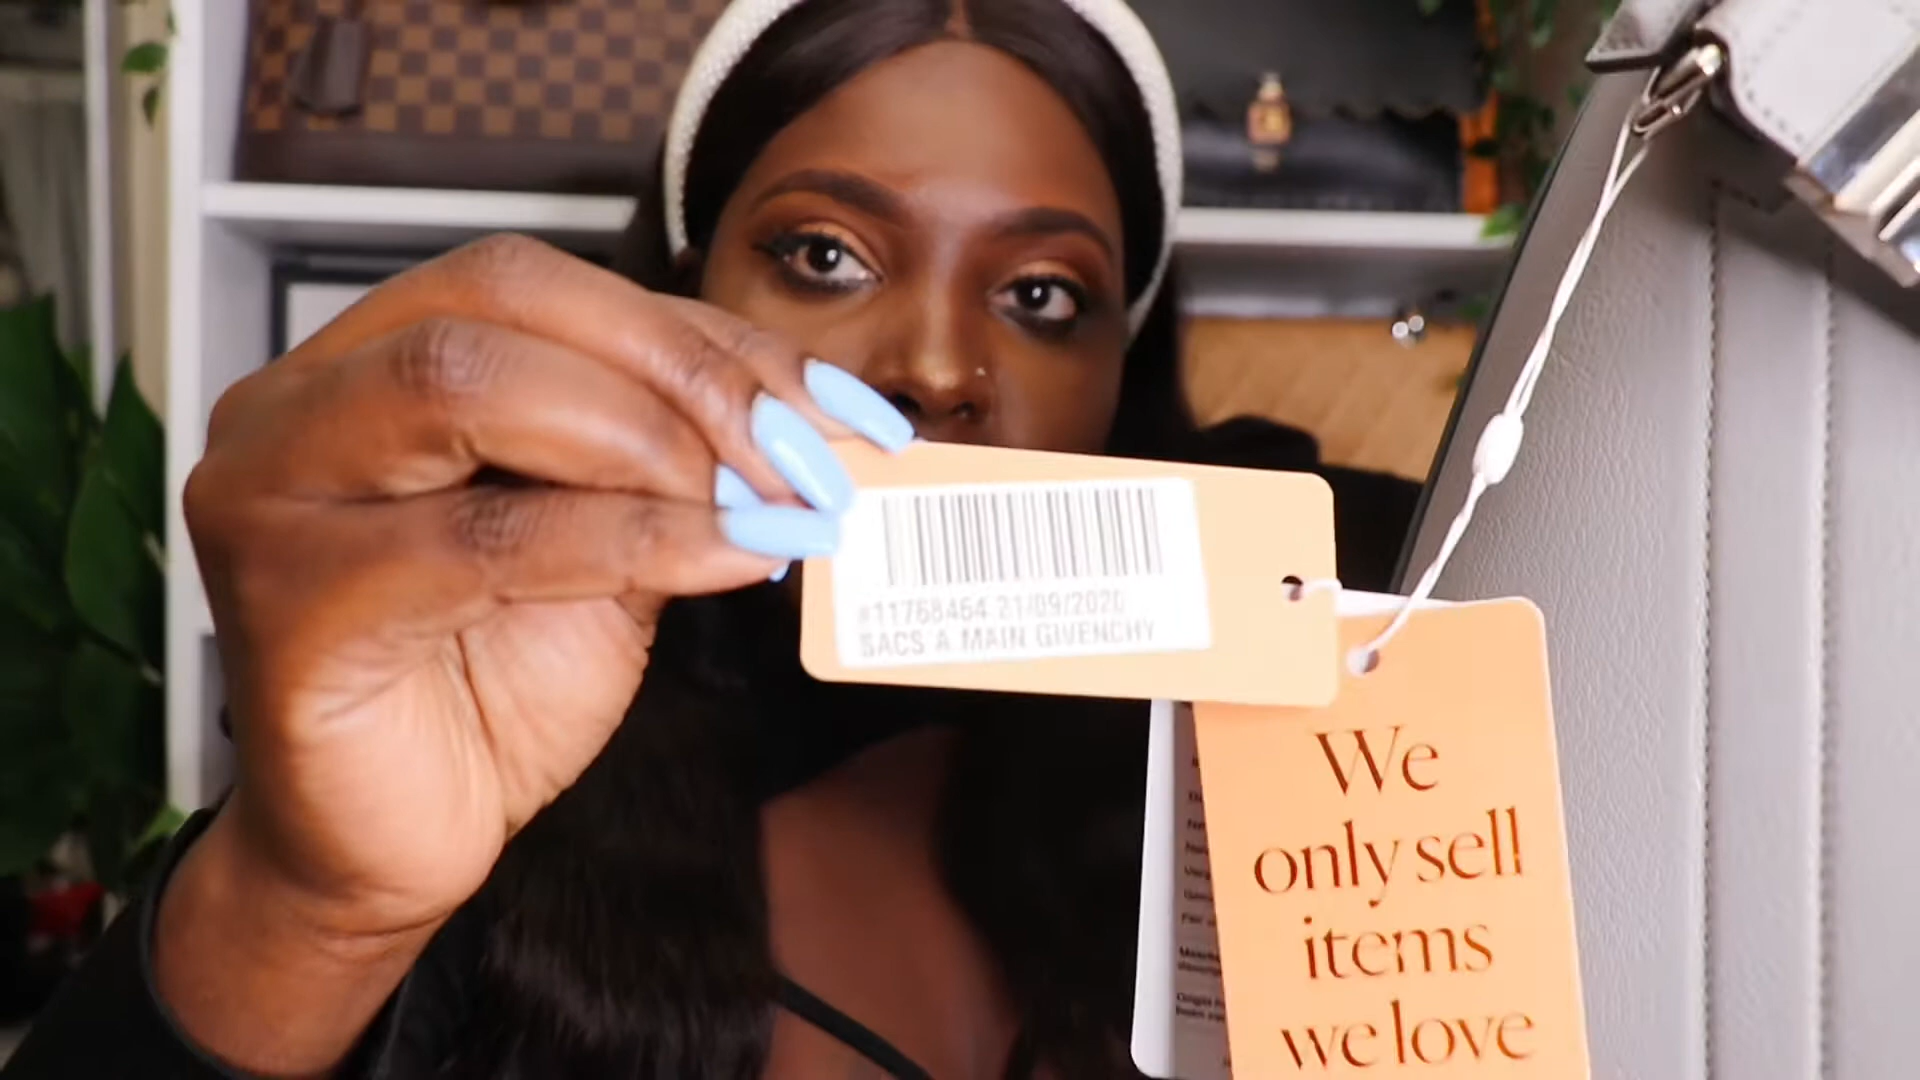 #11768464 21/09/2020
SACS A MAIN GIVENCHY
We
only sell
items
we love